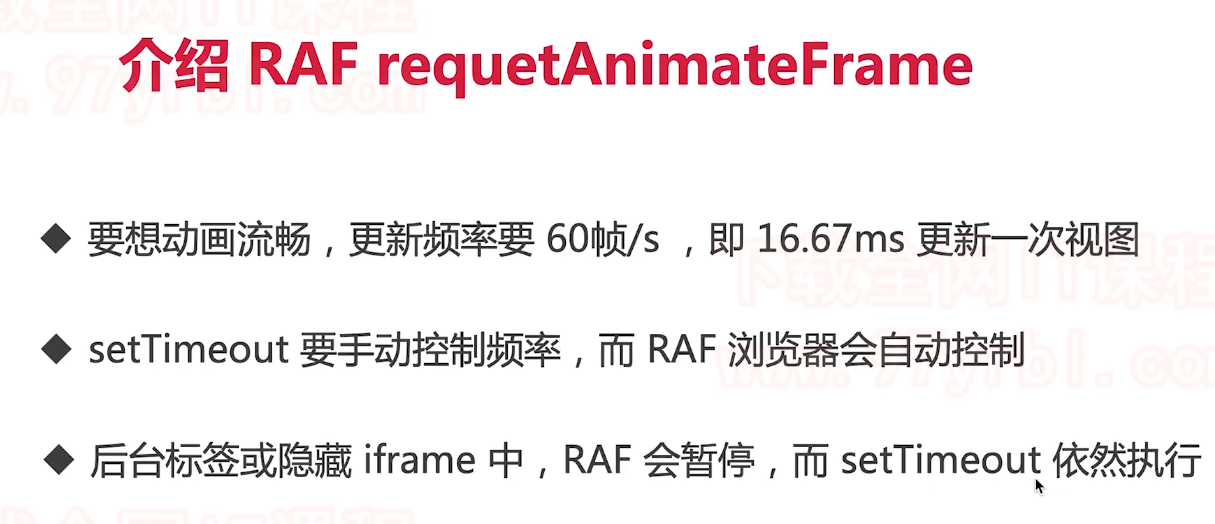 介绍 RAF requetAnimateFrame
◆ 要想动画流畅，更新频率要 60帧/s ，即 16.67ms 更新一次视图
◆ setTimeout 要手动控制频率，而 RAF 浏览器会自动控制
◆ 后台标签或隐藏 iframe 中，RAF 会暂停，而 setTimeout 依然执行